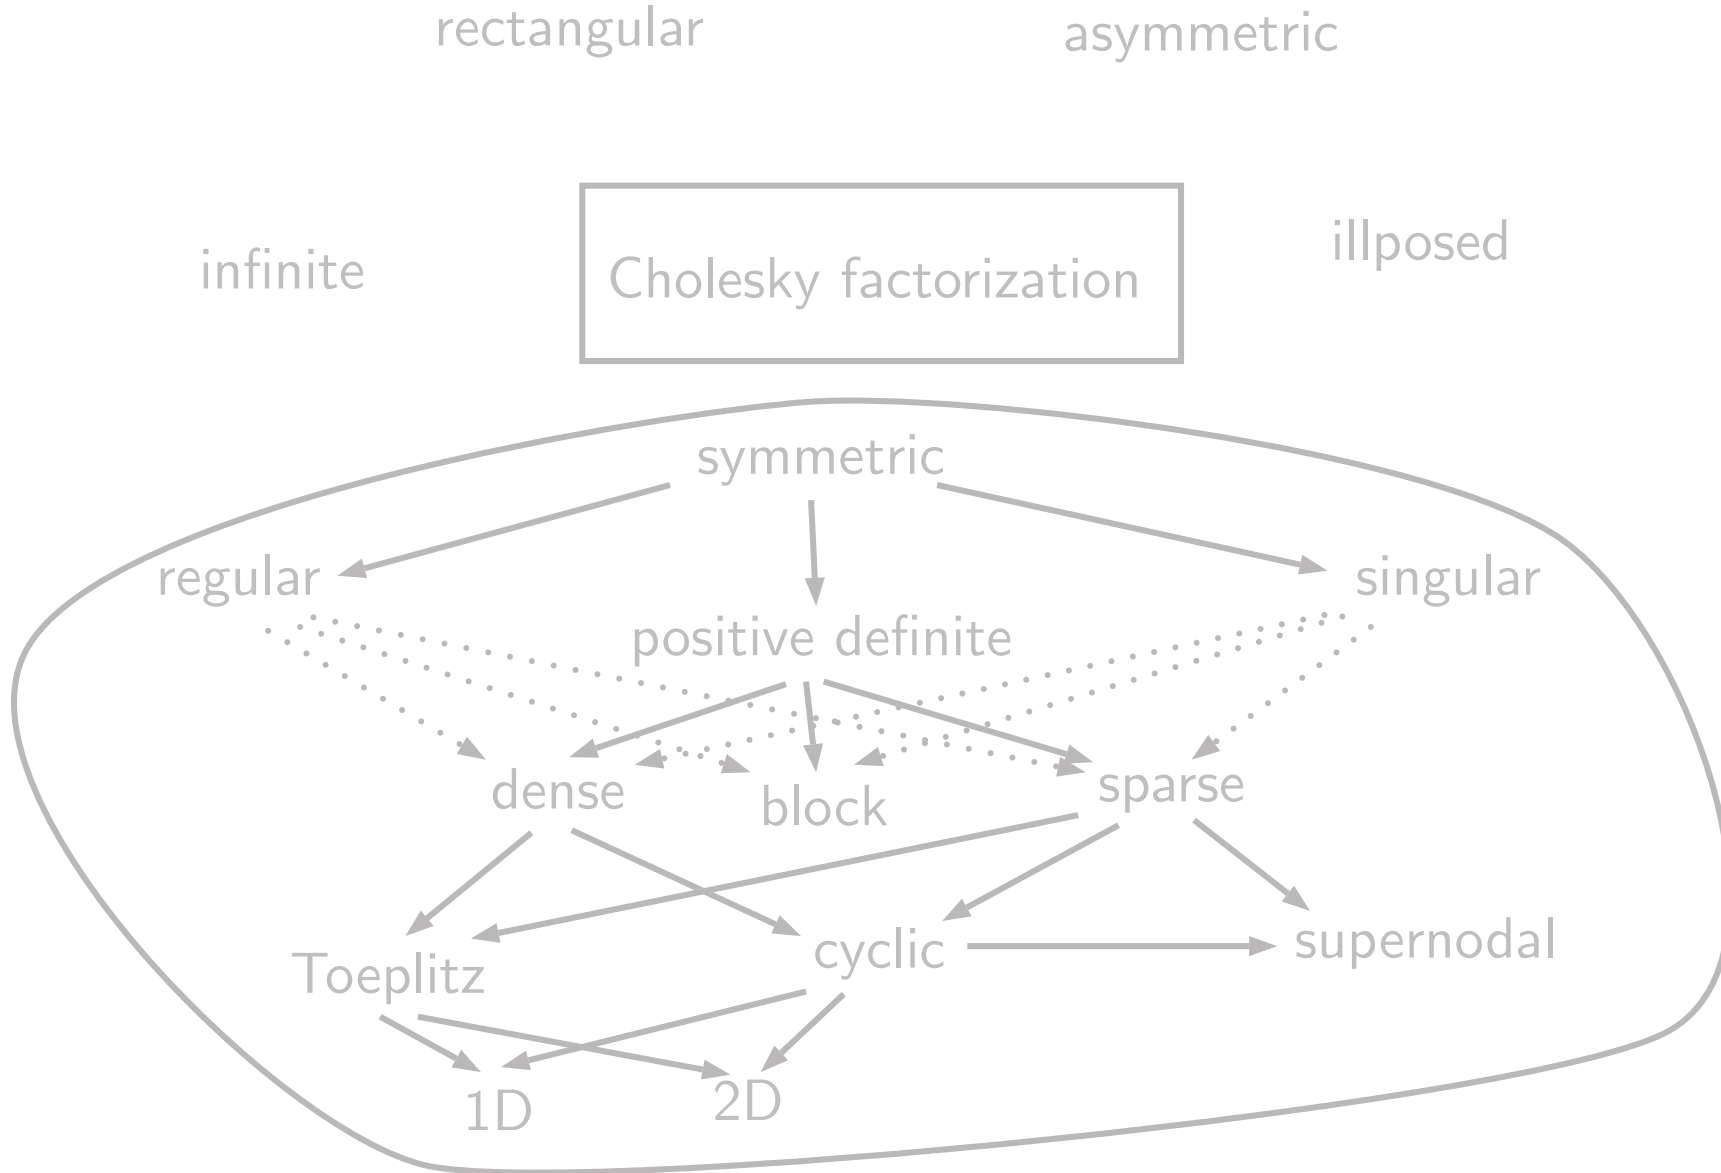 rectangular
asymmetric
infinite
Cholesky factorization
illposed
symmetric
regular
singular
positive definite
dense
block
sparse
Toeplitz
cyclic
supernodal
1D
2D